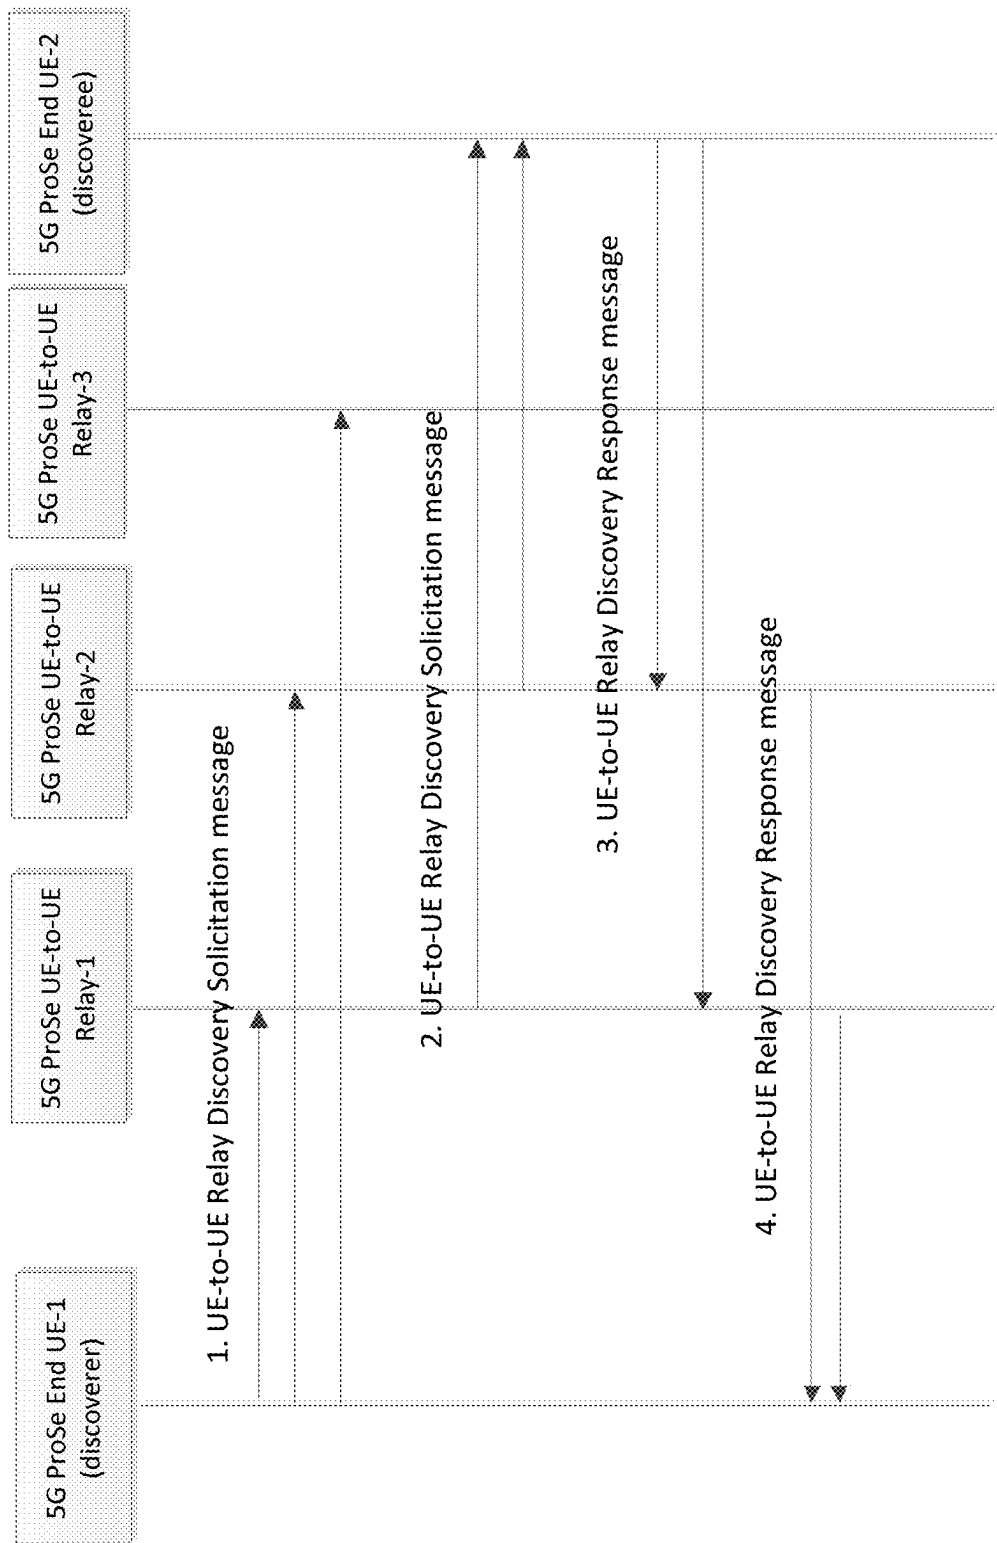 5G ProSe End UE-1
(discoverer)
5G ProSe UE-to-UE
Relay-1
5G ProSe UE-to-UE
Relay-2
5G ProSe UE-to-UE
Relay-3
5G ProSe End UE-2
(discoveree)
1. UE-to-UE Relay Discovery Solicitation message
2. UE-to-UE Relay Discovery Solicitation message
3. UE-to-UE Relay Discovery Response message
4. UE-to-UE Relay Discovery Response message